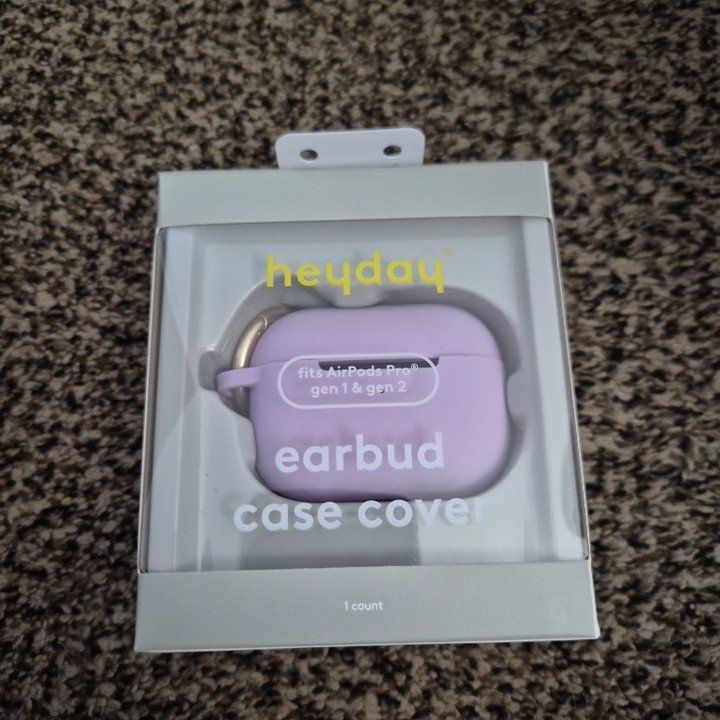 heyday™
fits AirPods Pro®
gen 1 & gen 2
earbud
case cover
1 count